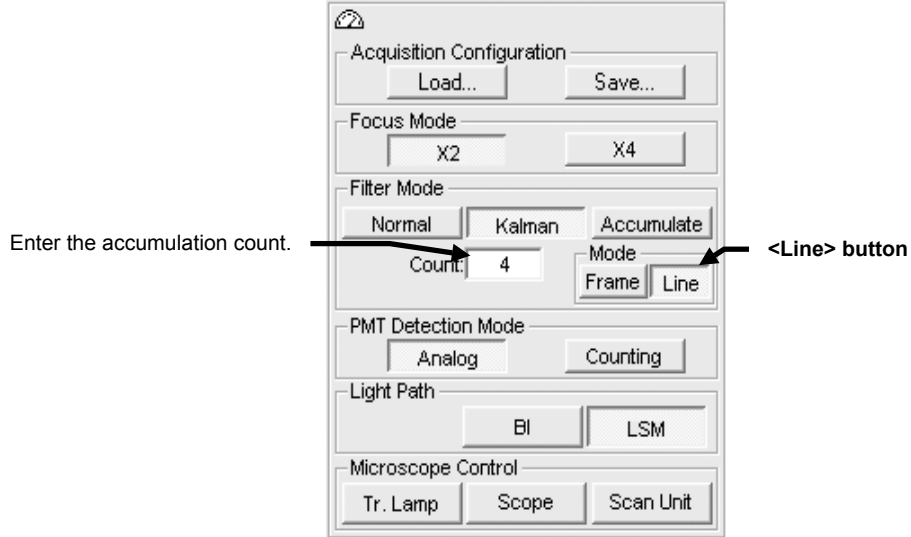 Acquisition Configuration
Load... Save...
Focus Mode
X2 X4
Filter Mode
Normal Kalman Accumulate
Enter the accumulation count.
Count: 4
Mode
Frame Line
<Line> button
PMT Detection Mode
Analog Counting
Light Path
BI LSM
Microscope Control
Tr. Lamp Scope Scan Unit